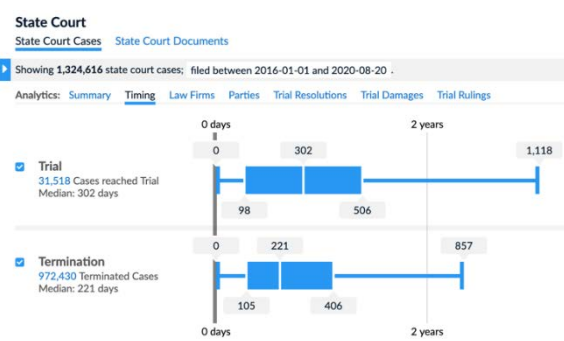 State Court
State Court Cases State Court Documents
Showing 1,324,616 state court cases; filed between 2016-01-01 and 2020-08-20 .
Analytics: Summary Timing Law Firms Parties Trial Resolutions Trial Damages Trial Rulings
0 days 2 years
0 302 1,118
Trial
31,518 Cases reached Trial
Median: 302 days
98 506
0 221 857
Termination
972,430 Terminated Cases
Median: 221 days
105 406
0 days 2 years